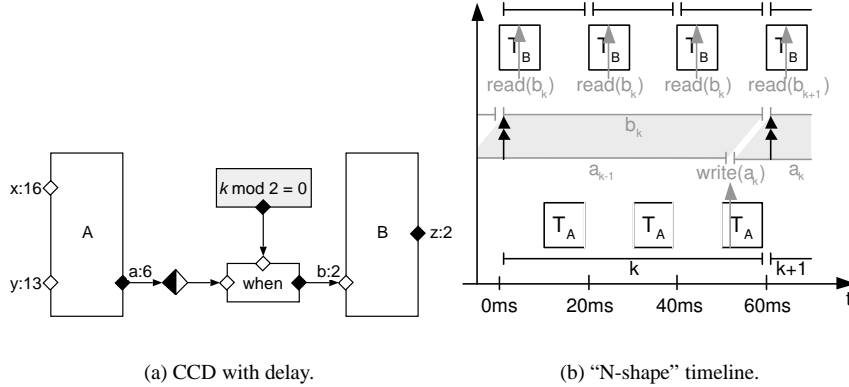 x:16
A
y:13
a:6
k mod 2 = 0
when
b:2
B
z:2
(a) CCD with delay.
T_B T_B T_B T_B
read(b_k) read(b_k) read(b_k) read(b_{k+1})
b_k
a_{k-1} write(a_k) a_k
T_A T_A T_A
k k+1
0ms 20ms 40ms 60ms t
(b) “N-shape” timeline.